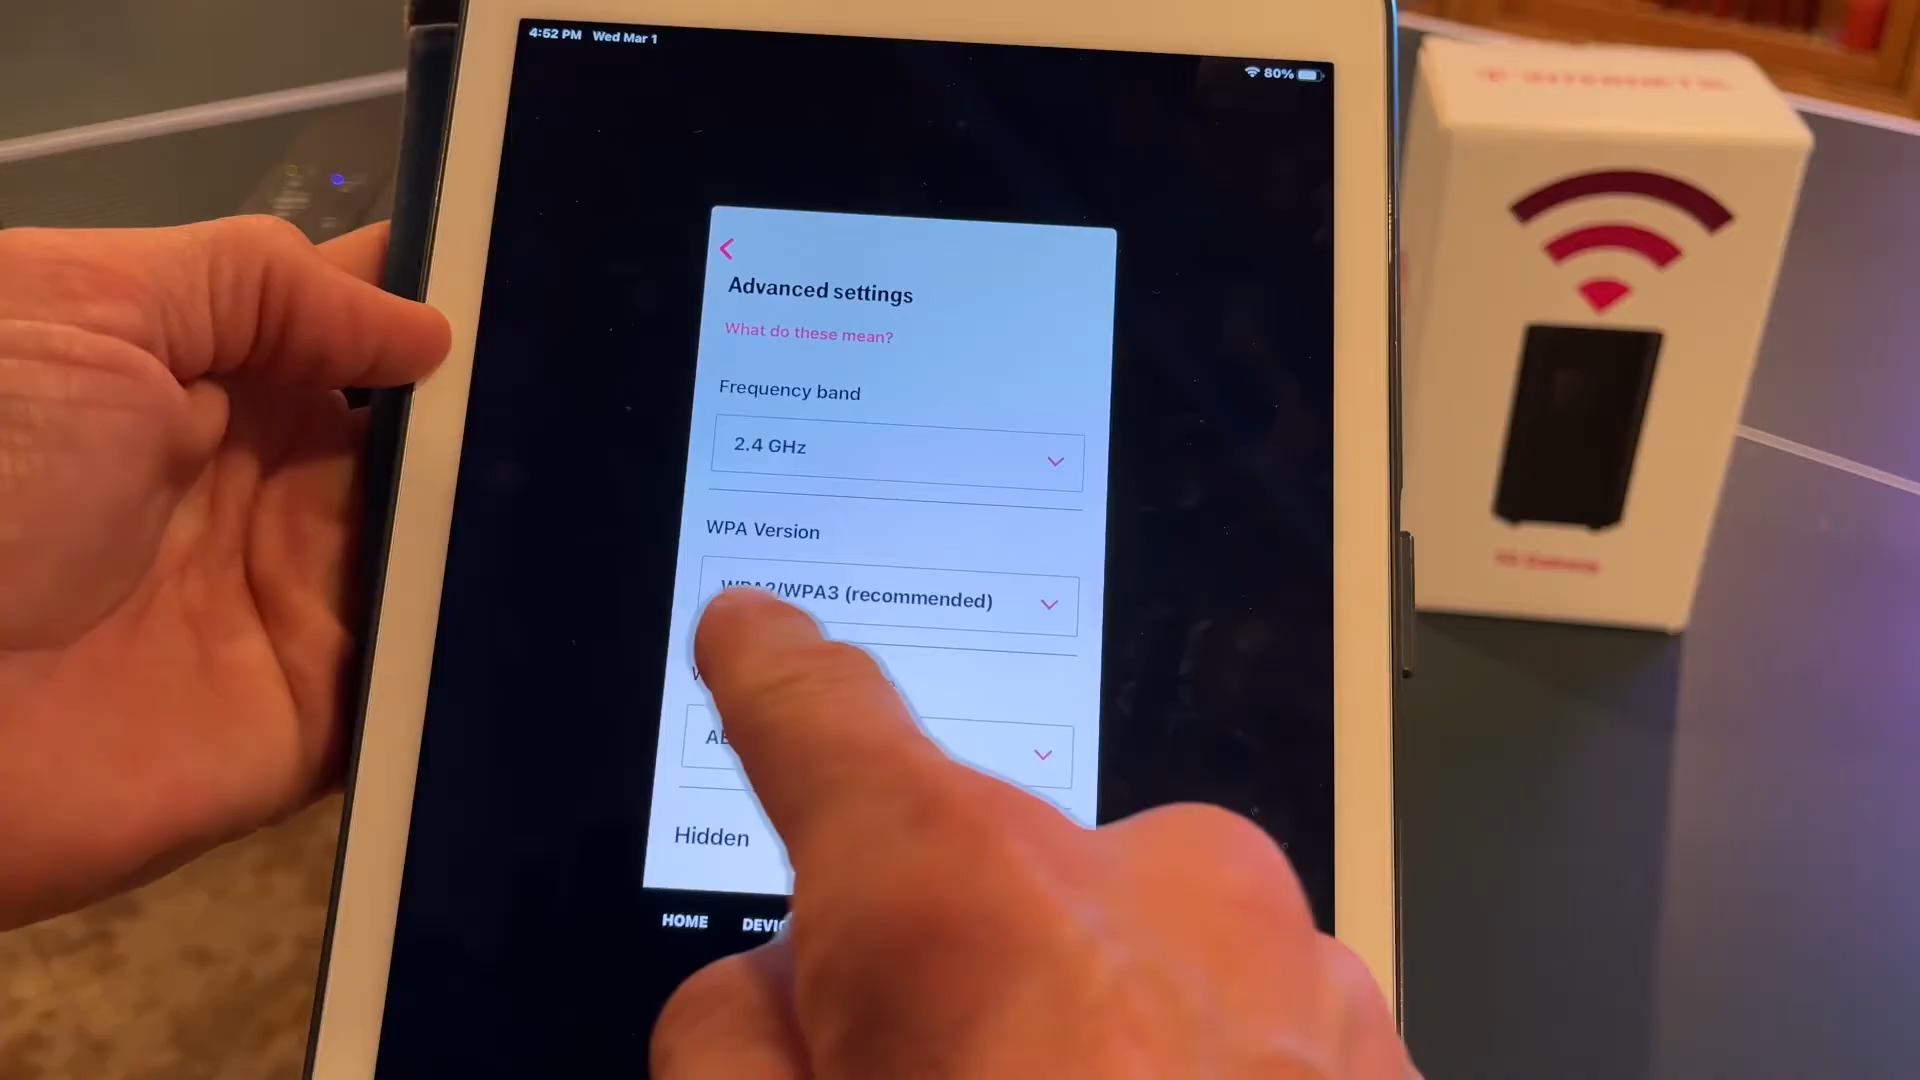 4:52 PM Wed Mar 1
80%
Advanced settings
What do these mean?
Frequency band
2.4 GHz
WPA Version
WPA2/WPA3 (recommended)
Hidden
HOME